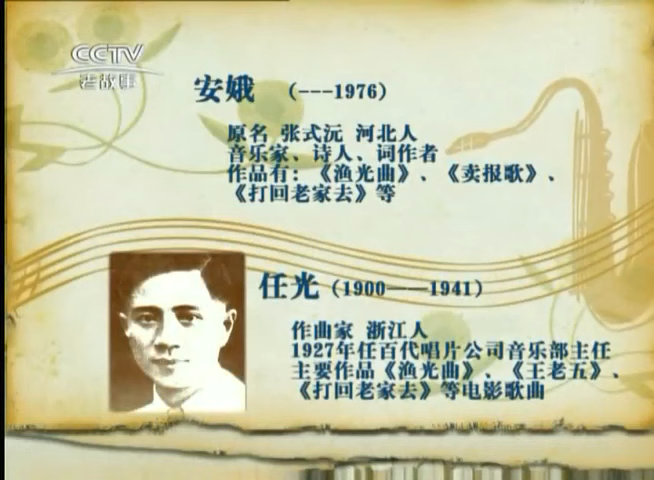 CCTV
老故事
安娥 （---1976）
原名 张式沅 河北人
音乐家、诗人、词作者
作品有：《渔光曲》、《卖报歌》、
《打回老家去》等
任光（1900——1941）
作曲家 浙江人
1927年任百代唱片公司音乐部主任
主要作品《渔光曲》、《王老五》、
《打回老家去》等电影歌曲